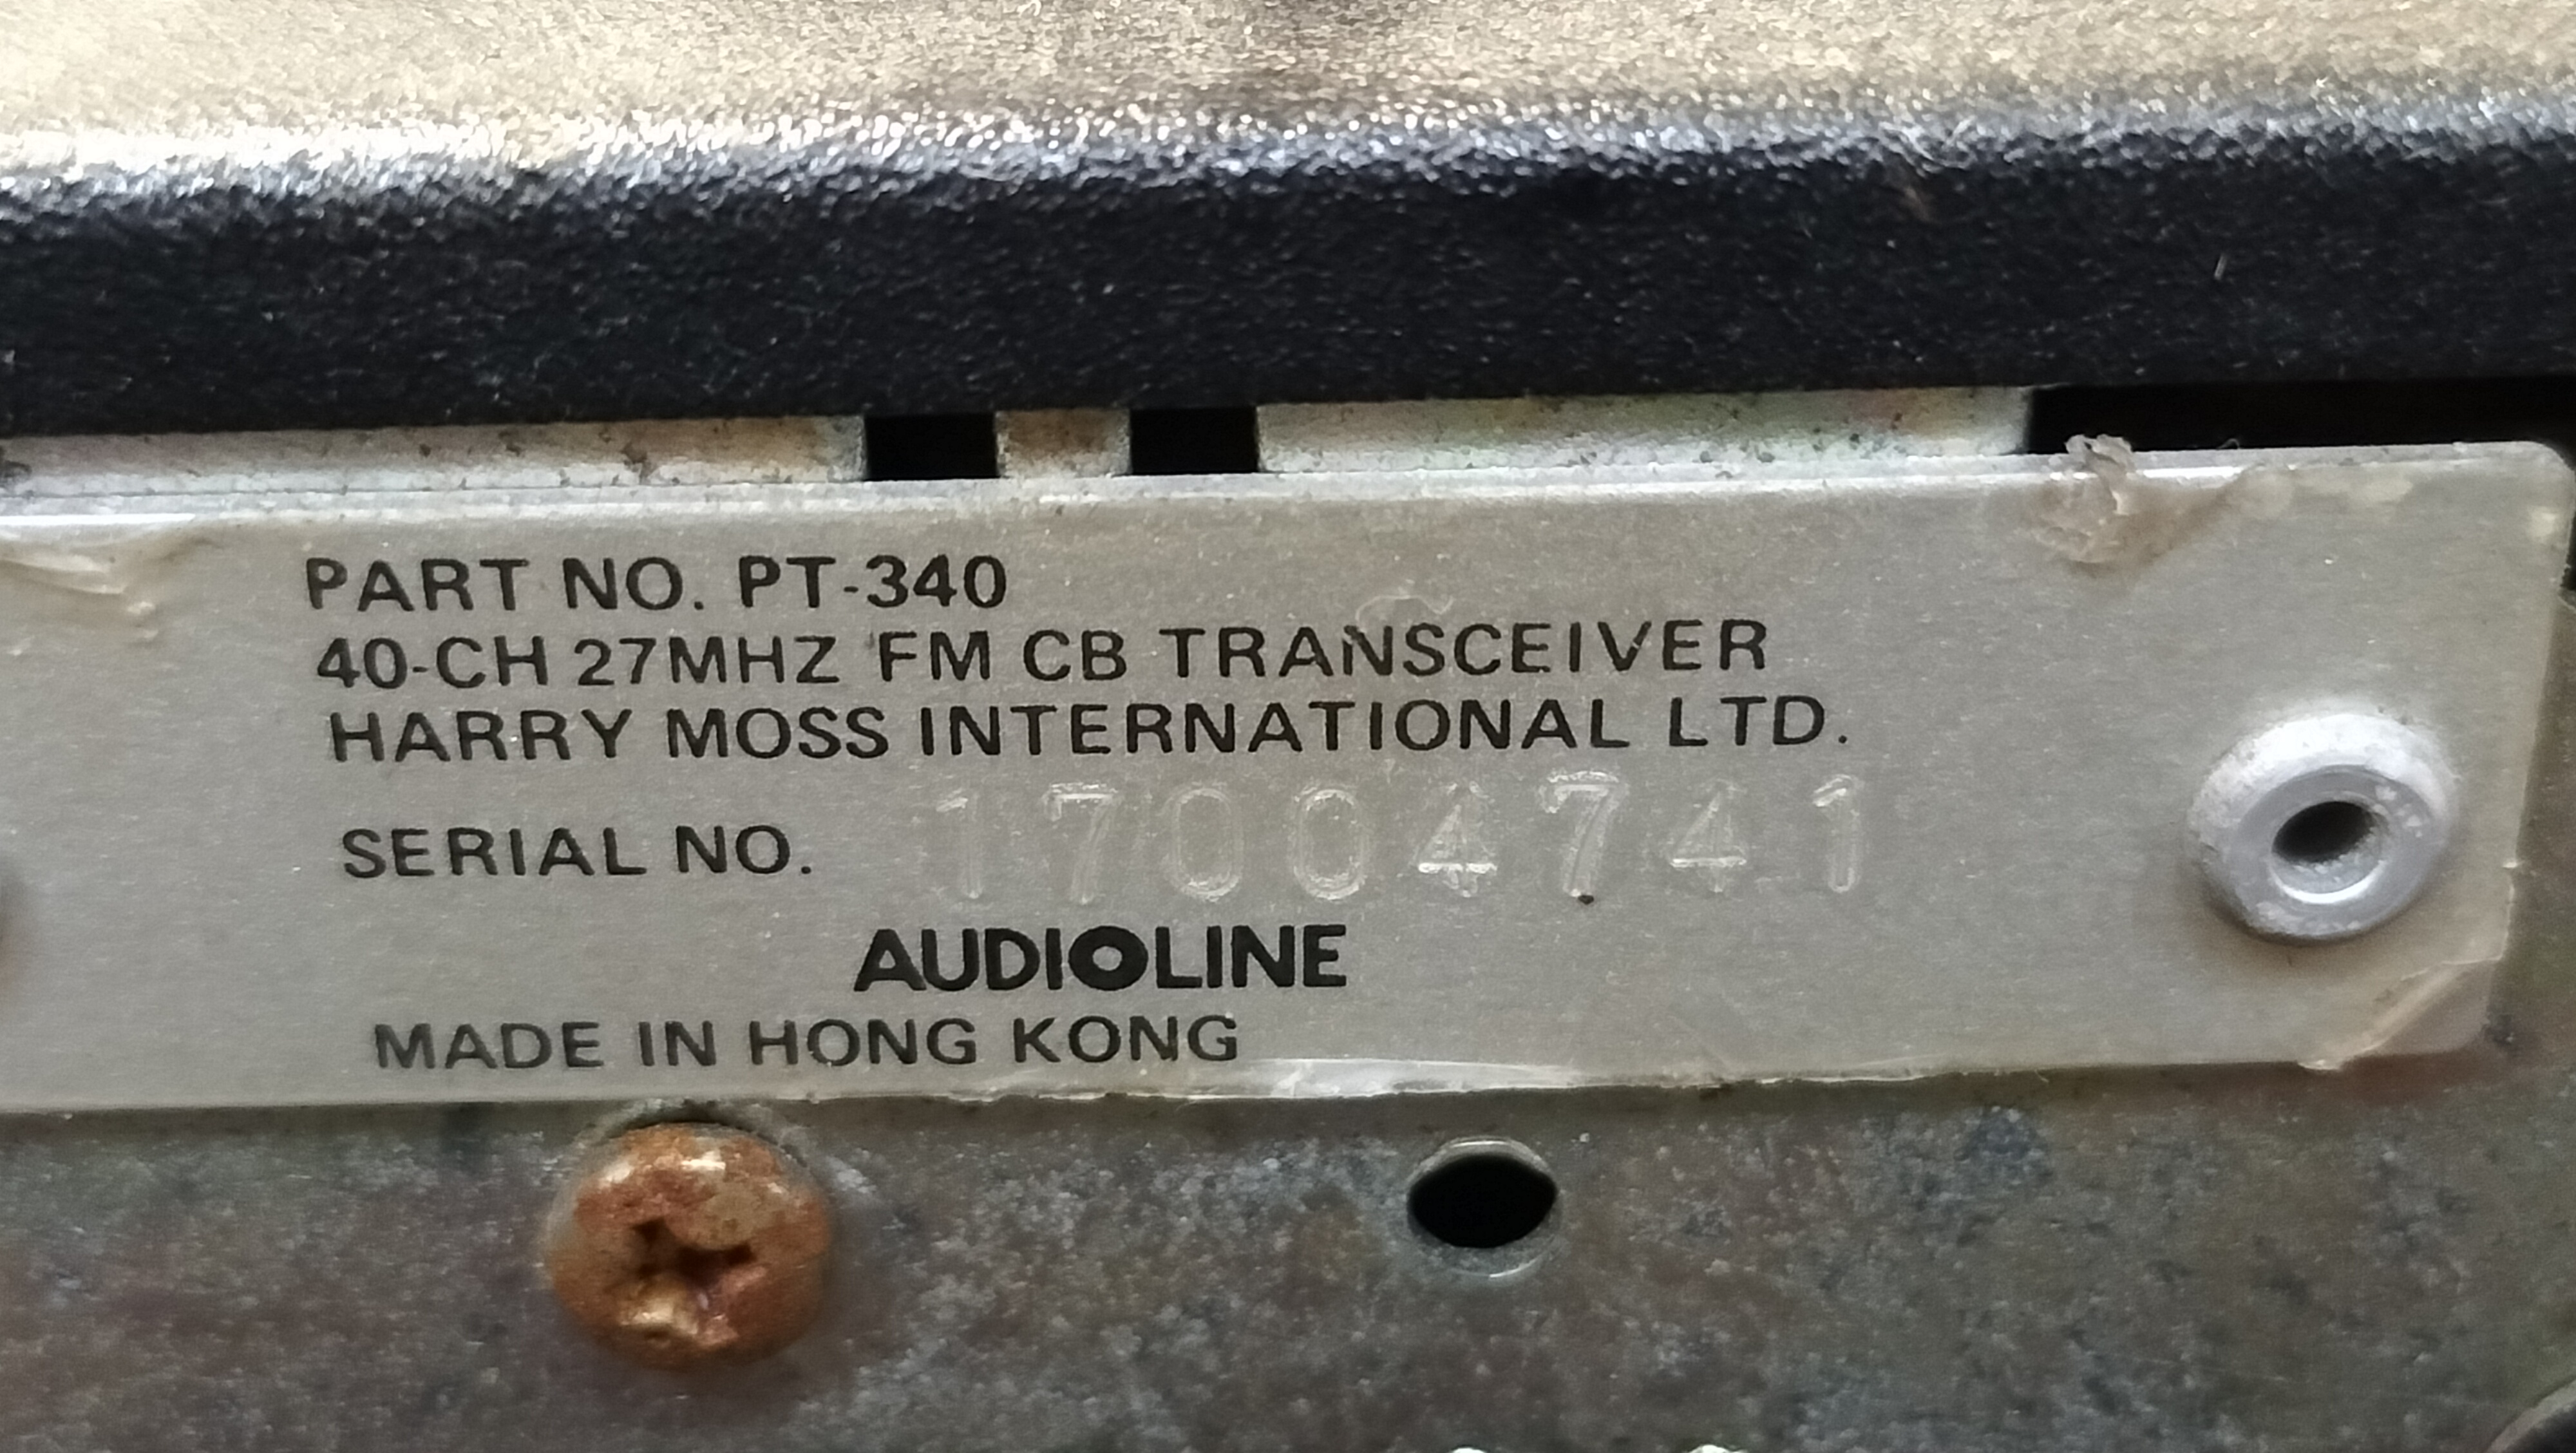 PART NO. PT-340
40-CH 27MHZ FM CB TRANSCEIVER
HARRY MOSS INTERNATIONAL LTD.
SERIAL NO. 17004741
AUDIOLINE
MADE IN HONG KONG